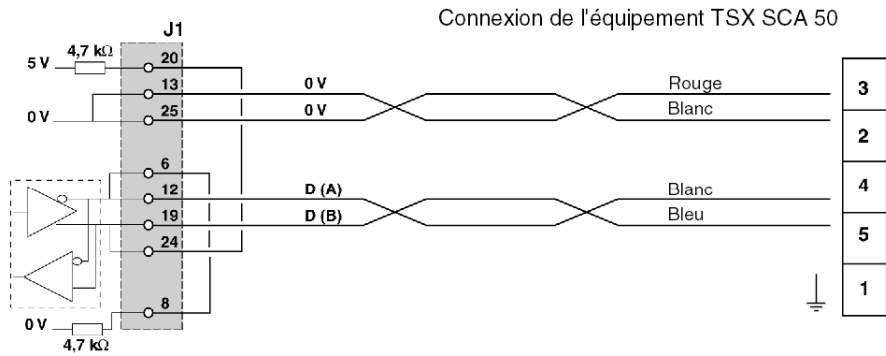 Connexion de l'équipement TSX SCA 50
J1
5 V
4,7 kΩ
20
13
0 V
Rouge
3
0 V
25
0 V
Blanc
2
6
12
D (A)
Blanc
4
19
D (B)
Bleu
5
24
8
1
0 V
4,7 kΩ